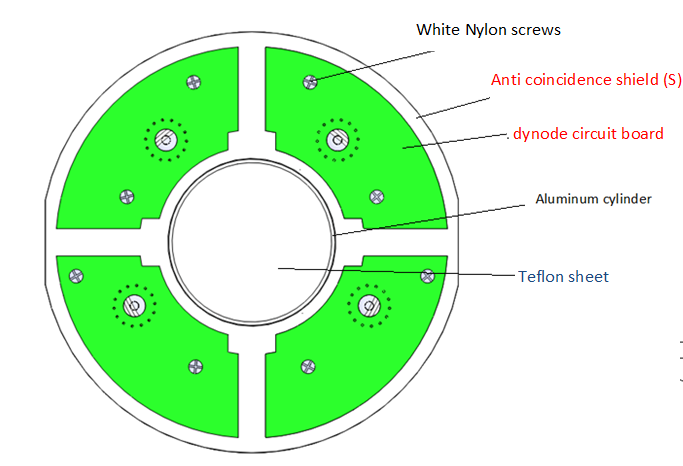 White Nylon screws
Anti coincidence shield (S)
. dynode circuit board
Aluminum cylinder
Teflon sheet